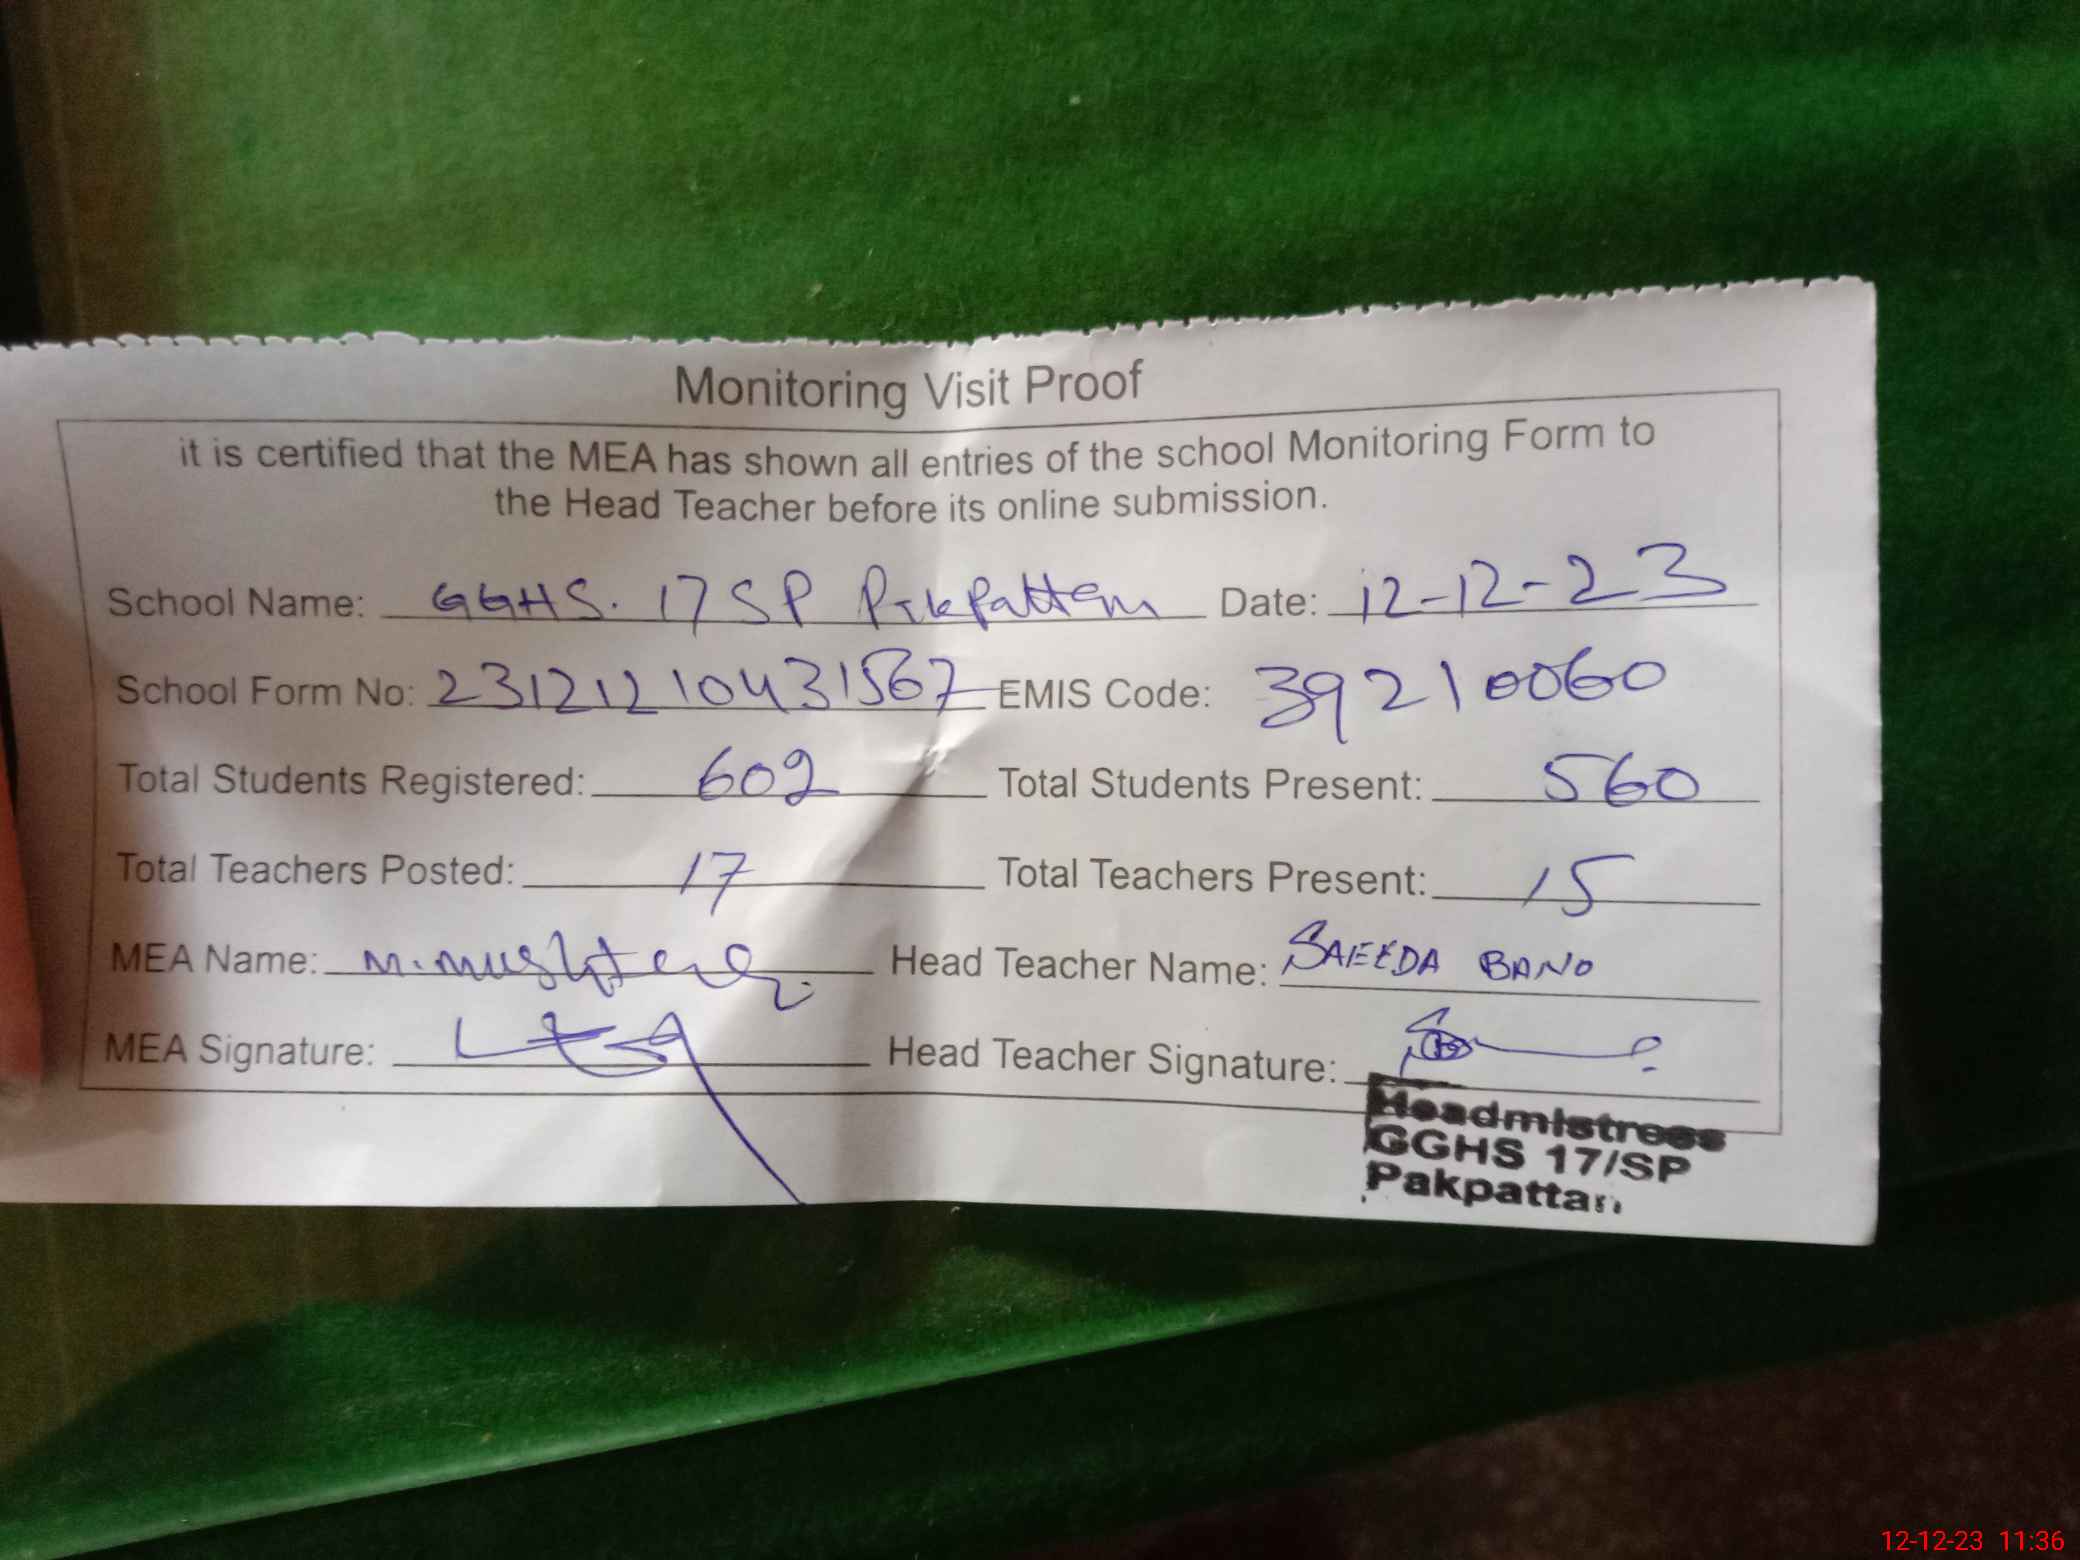 Monitoring Visit Proof
it is certified that the MEA has shown all entries of the school Monitoring Form to
the Head Teacher before its online submission.
School Name: GGHS. 17 SP Pakpattan Date: 12-12-23
School Form No: 23121210431567 EMIS Code: 39210060
Total Students Registered: 602 Total Students Present: 560
Total Teachers Posted: 17 Total Teachers Present: 15
MEA Name: M. Mushtaq Head Teacher Name: SAEEDA BANO
MEA Signature: Head Teacher Signature:
Headmistress
GGHS 17/SP
Pakpattan
12-12-23 11:36